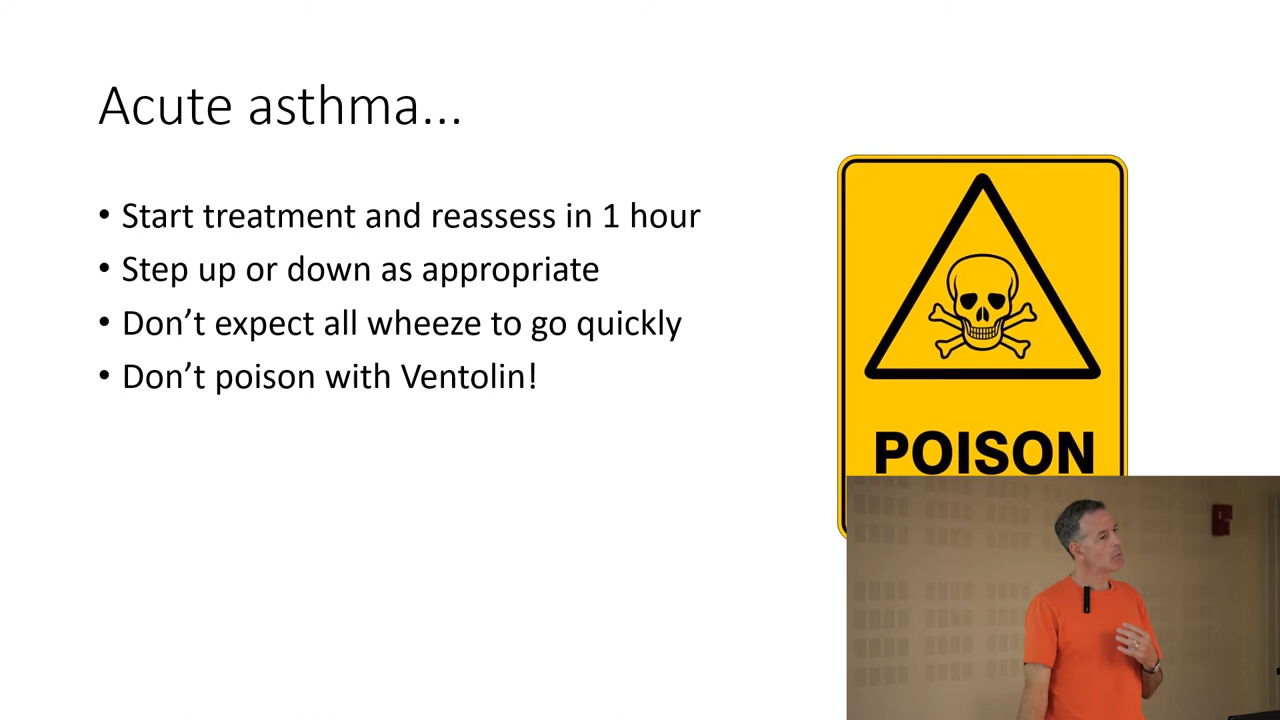 Acute asthma...
• Start treatment and reassess in 1 hour
• Step up or down as appropriate
• Don’t expect all wheeze to go quickly
• Don’t poison with Ventolin!
POISON